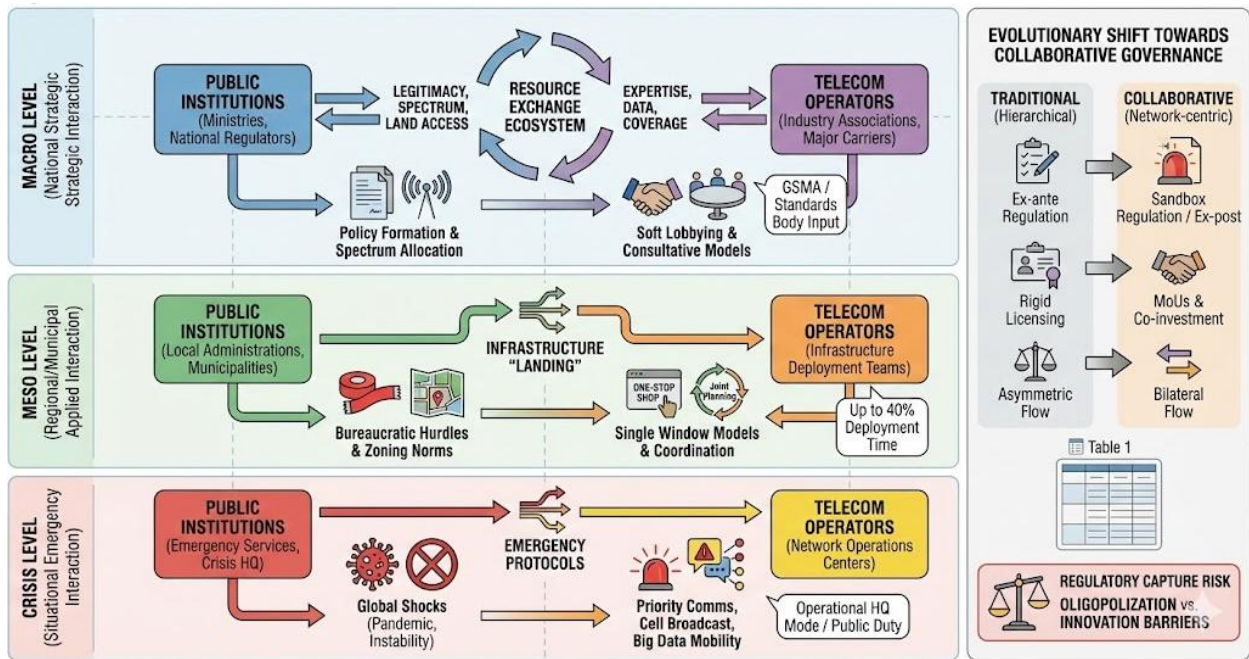 MACRO LEVEL
(National Strategic
Strategic Interaction)
PUBLIC
INSTITUTIONS
(Ministries,
National Regulators)
LEGITIMACY,
SPECTRUM,
LAND ACCESS
RESOURCE
EXCHANGE
ECOSYSTEM
EXPERTISE,
DATA,
COVERAGE
TELECOM
OPERATORS
(Industry Associations,
Major Carriers)
Policy Formation &
Spectrum Allocation
Soft Lobbying &
Consultative Models
GSMA /
Standards
Body Input
MESO LEVEL
(Regional/Municipal
Applied Interaction)
PUBLIC
INSTITUTIONS
(Local Administrations,
Municipalities)
INFRASTRUCTURE
“LANDING”
TELECOM
OPERATORS
(Infrastructure
Deployment Teams)
Bureaucratic Hurdles
& Zoning Norms
ONE-STOP
SHOP
Joint
Planning
Single Window Models
& Coordination
Up to 40%
Deployment
Time
CRISIS LEVEL
(Situational Emergency
Interaction)
PUBLIC
INSTITUTIONS
(Emergency Services,
Crisis HQ)
EMERGENCY
PROTOCOLS
TELECOM
OPERATORS
(Network Operations
Centers)
Global Shocks
(Pandemic,
Instability)
Priority Comms,
Cell Broadcast,
Big Data Mobility
Operational HQ
Mode / Public Duty
EVOLUTIONARY SHIFT TOWARDS
COLLABORATIVE GOVERNANCE
TRADITIONAL
(Hierarchical)
COLLABORATIVE
(Network-centric)
Ex-ante
Regulation
Sandbox
Regulation / Ex-post
Rigid
Licensing
MoUs &
Co-investment
Asymmetric
Flow
Bilateral
Flow
Table 1
REGULATORY CAPTURE RISK
OLIGOPOLIZATION vs.
INNOVATION BARRIERS